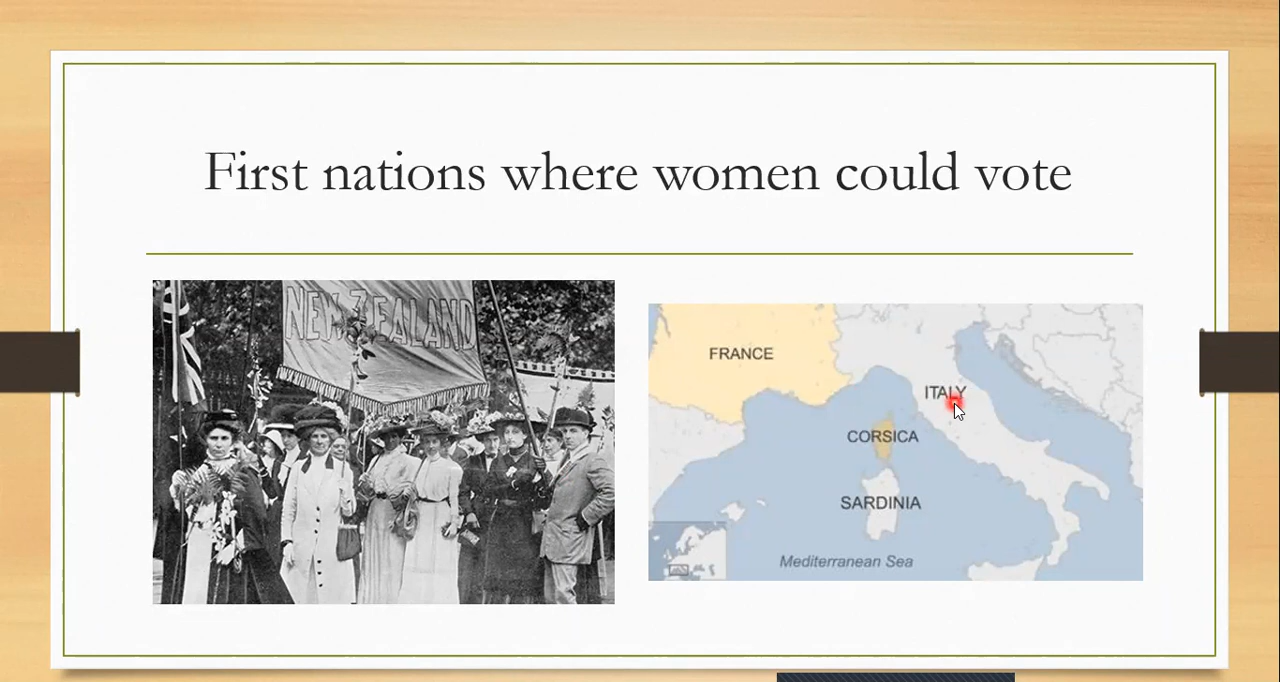 First nations where women could vote
NEW ZEALAND
FRANCE
ITALY
CORSICA
SARDINIA
Mediterranean Sea